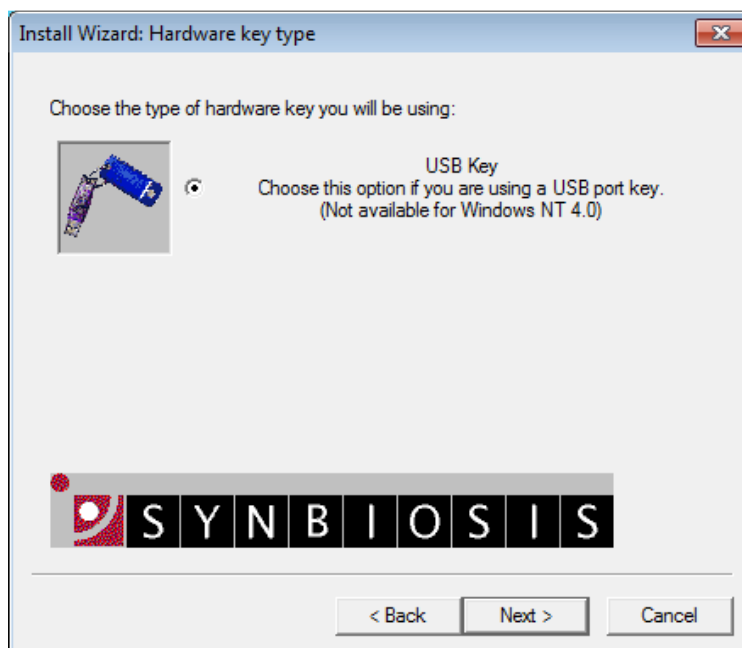 Install Wizard: Hardware key type
Choose the type of hardware key you will be using:
USB Key
Choose this option if you are using a USB port key.
(Not available for Windows NT 4.0)
SYNBIOSIS
< Back Next > Cancel